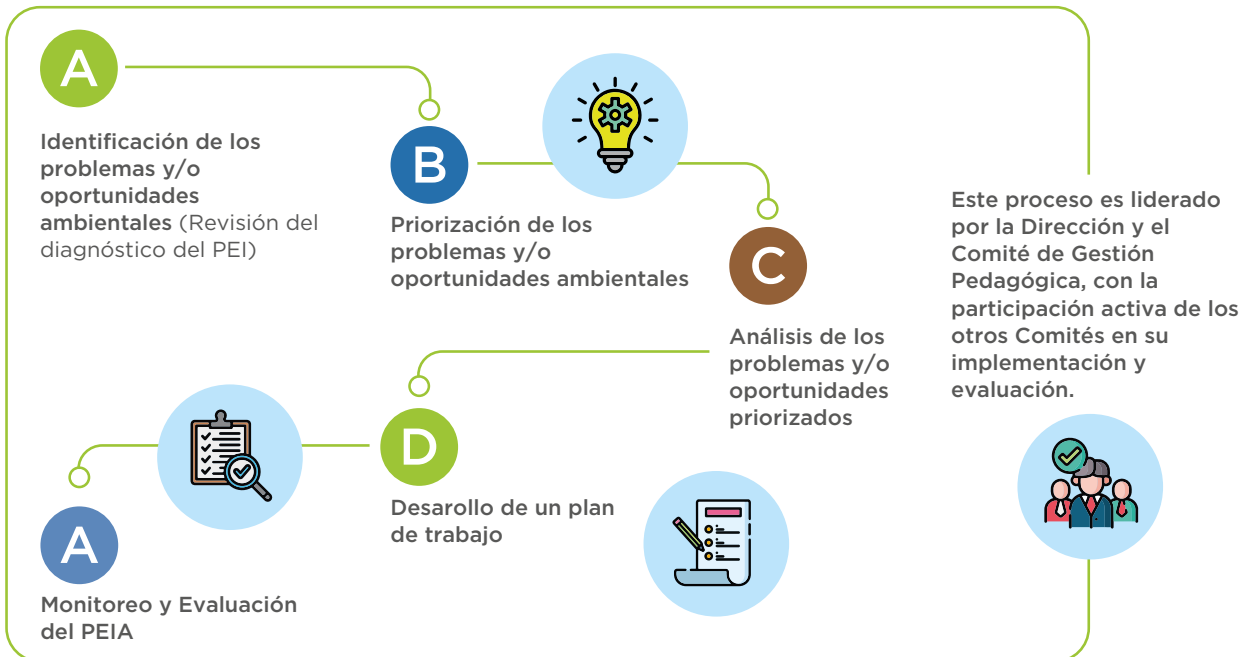 A
Identificación de los
problemas y/o
oportunidades
ambientales (Revisión del
diagnóstico del PEI)
B
Priorización de los
problemas y/o
oportunidades ambientales
C
Análisis de los
problemas y/o
oportunidades
priorizados
D
Desarollo de un plan
de trabajo
A
Monitoreo y Evaluación
del PEIA
Este proceso es liderado
por la Dirección y el
Comité de Gestión
Pedagógica, con la
participación activa de los
otros Comités en su
implementación y
evaluación.